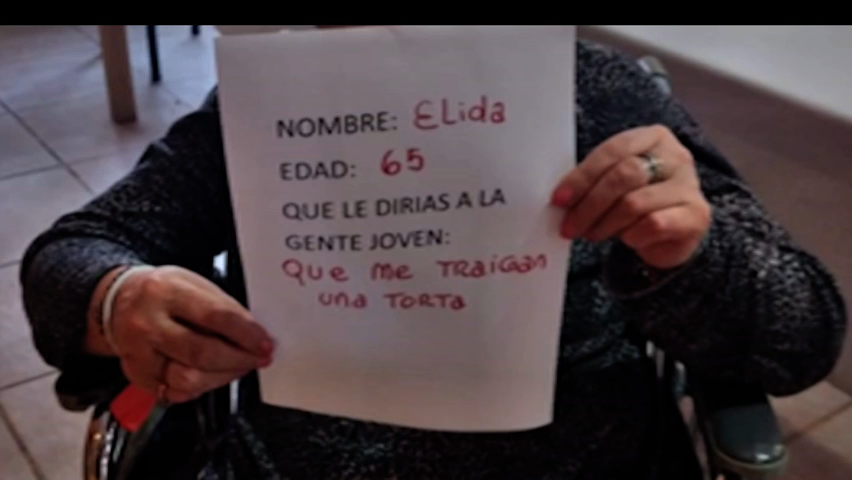 NOMBRE: Elida
EDAD: 65
QUE LE DIRIAS A LA
GENTE JOVEN:
Que me TRaiGan
una TORTa